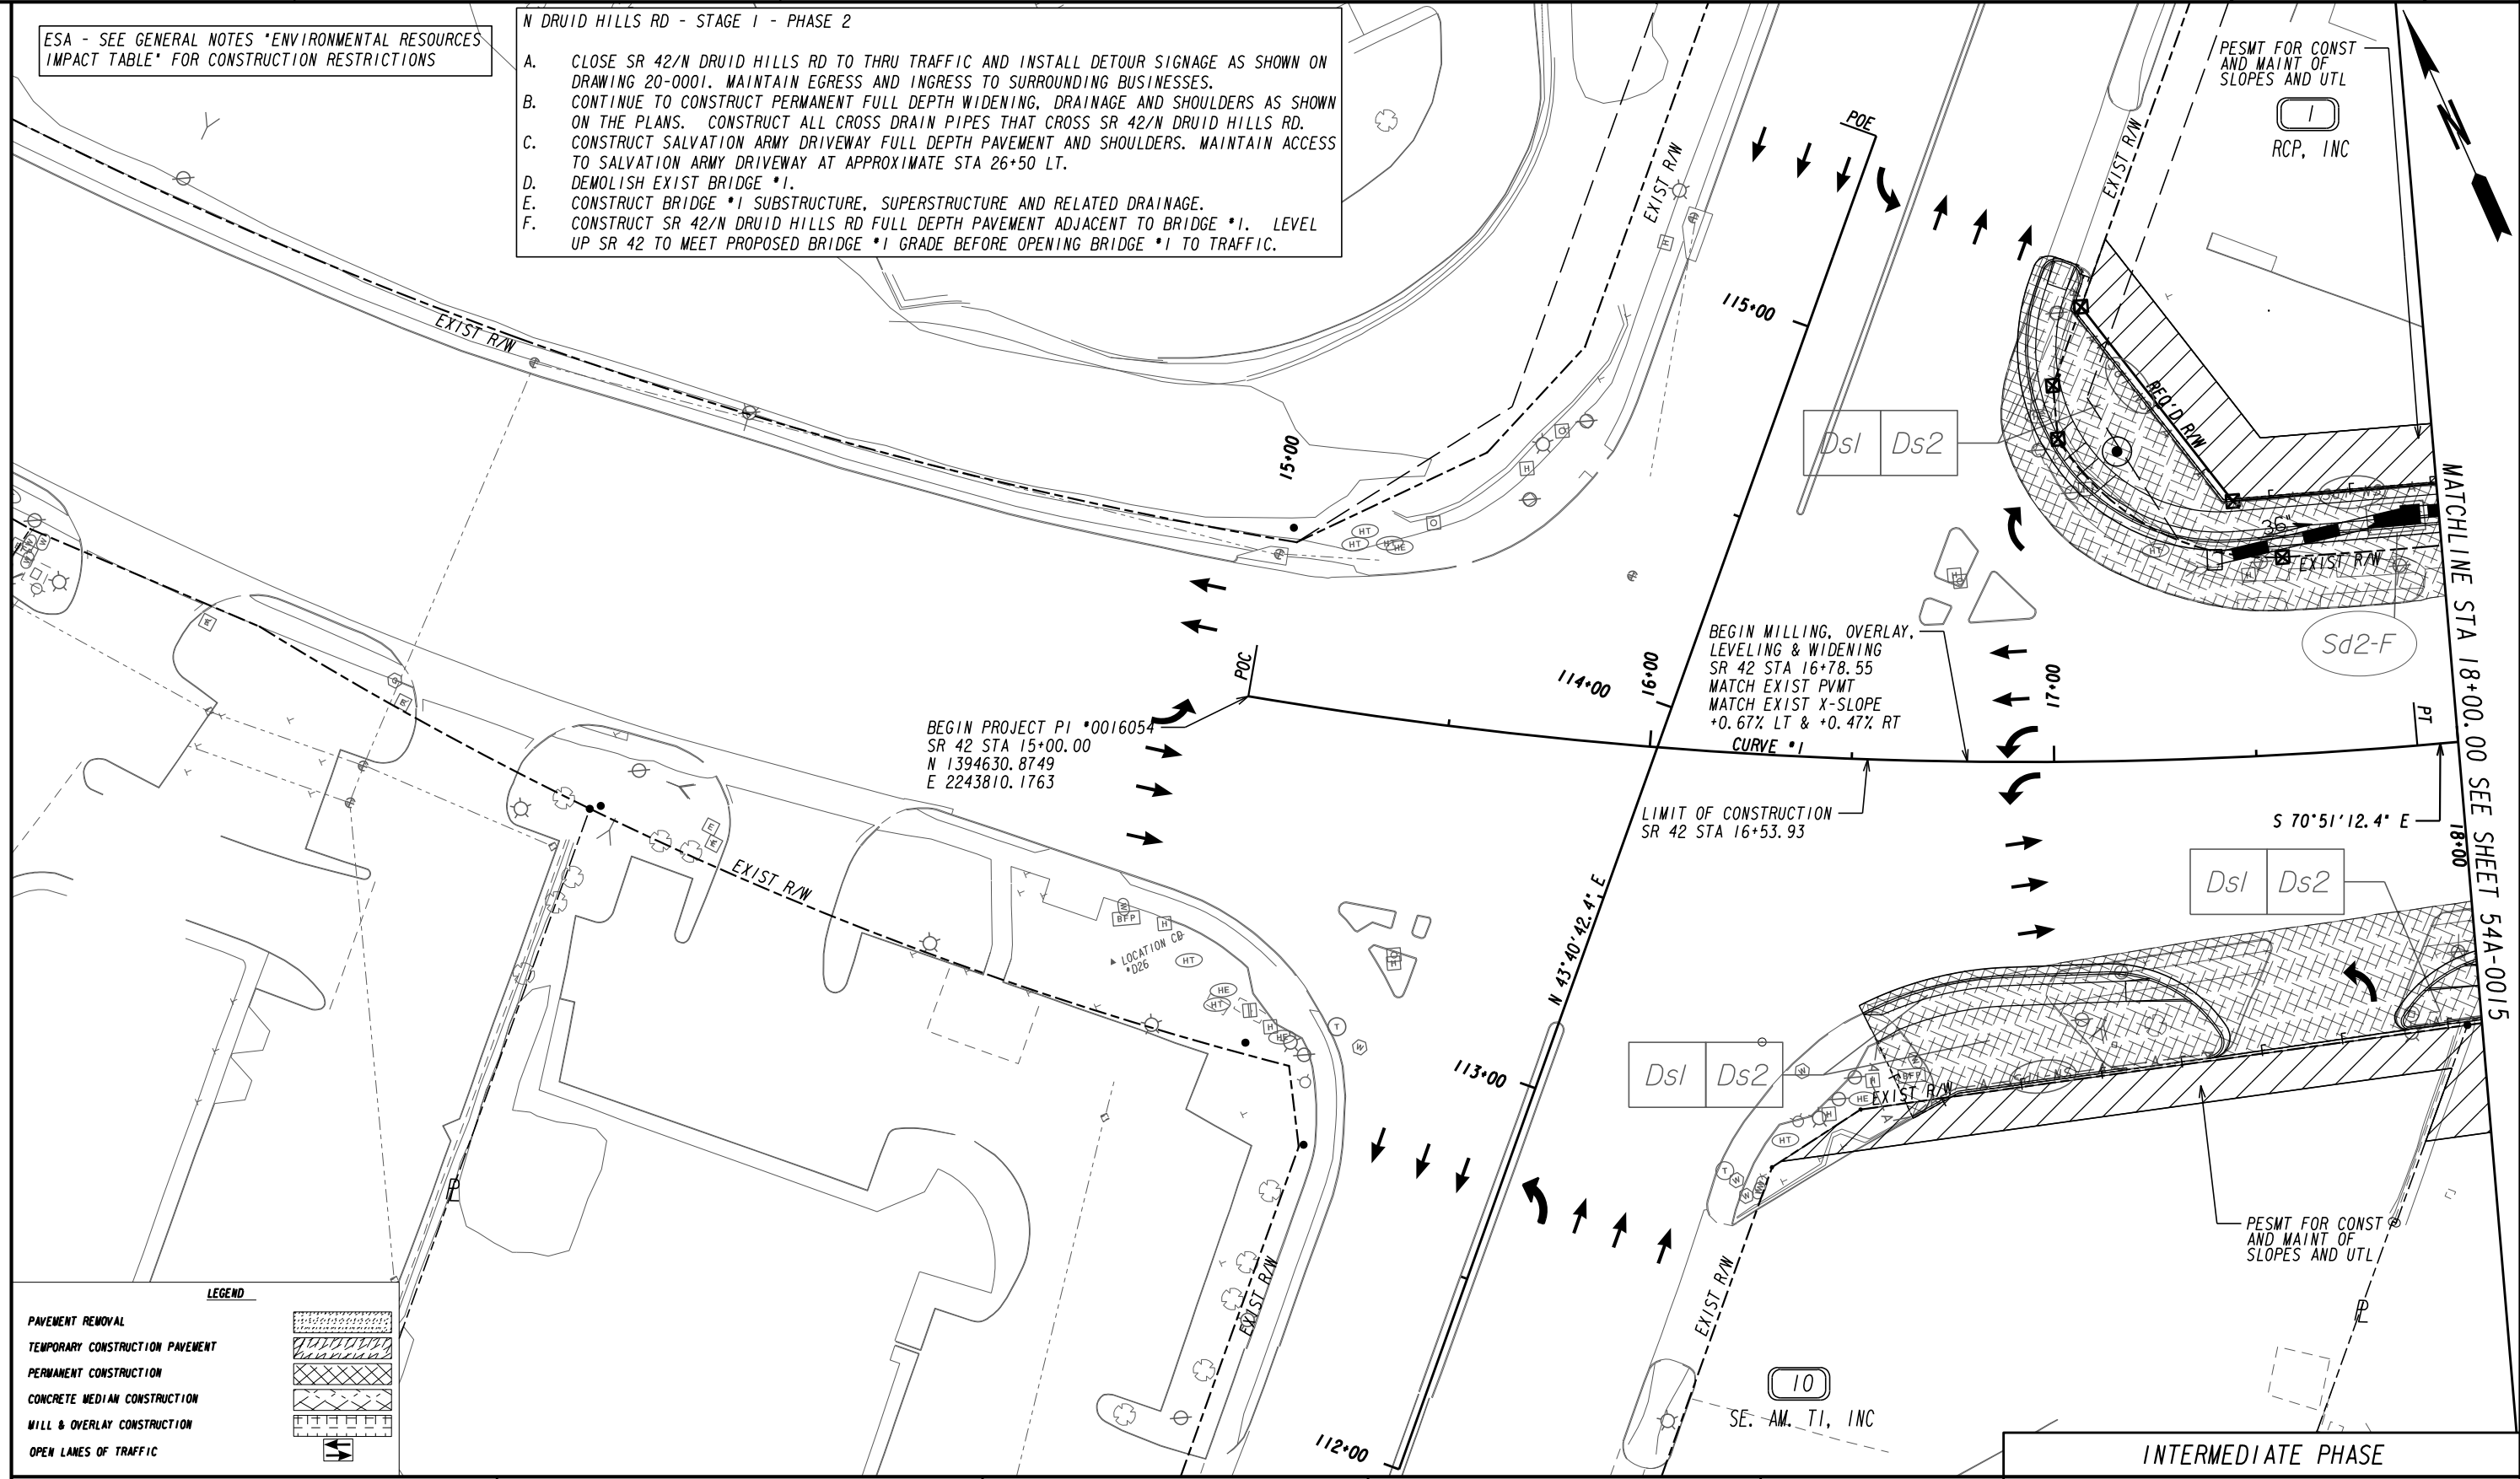 ESA - SEE GENERAL NOTES "ENVIRONMENTAL RESOURCES
IMPACT TABLE" FOR CONSTRUCTION RESTRICTIONS
N DRUID HILLS RD - STAGE 1 - PHASE 2
A. CLOSE SR 42/N DRUID HILLS RD TO THRU TRAFFIC AND INSTALL DETOUR SIGNAGE AS SHOWN ON
DRAWING 20-0001. MAINTAIN EGRESS AND INGRESS TO SURROUNDING BUSINESSES.
B. CONTINUE TO CONSTRUCT PERMANENT FULL DEPTH WIDENING, DRAINAGE AND SHOULDERS AS SHOWN
ON THE PLANS. CONSTRUCT ALL CROSS DRAIN PIPES THAT CROSS SR 42/N DRUID HILLS RD.
C. CONSTRUCT SALVATION ARMY DRIVEWAY FULL DEPTH PAVEMENT AND SHOULDERS. MAINTAIN ACCESS
TO SALVATION ARMY DRIVEWAY AT APPROXIMATE STA 26+50 LT.
D. DEMOLISH EXIST BRIDGE #1.
E. CONSTRUCT BRIDGE #1 SUBSTRUCTURE, SUPERSTRUCTURE AND RELATED DRAINAGE.
F. CONSTRUCT SR 42/N DRUID HILLS RD FULL DEPTH PAVEMENT ADJACENT TO BRIDGE #1. LEVEL
UP SR 42 TO MEET PROPOSED BRIDGE #1 GRADE BEFORE OPENING BRIDGE #1 TO TRAFFIC.
PESMT FOR CONST
AND MAINT OF
SLOPES AND UTL
1
RCP, INC
N
POE
EXIST R/W
EXIST R/W
115+00
EXIST R/W
REQ'D R/W
Ds1 Ds2
15+00
36"
EXIST R/W
Sd2-F
MATCHLINE STA 18+00.00 SEE SHEET 54A-0015
POC
BEGIN PROJECT PI #0016054
SR 42 STA 15+00.00
N 1394630.8749
E 2243810.1763
114+00
16+00
BEGIN MILLING, OVERLAY,
LEVELING & WIDENING
SR 42 STA 16+78.55
MATCH EXIST PVMT
MATCH EXIST X-SLOPE
+0.67% LT & +0.47% RT
CURVE #1
17+00
PT
LIMIT OF CONSTRUCTION
SR 42 STA 16+53.93
S 70°51'12.4" E
18+00
Ds1 Ds2
EXIST R/W
BFP
LOCATION CD
#D26
HT
HE
HT
N 43°40'42.4" E
113+00
Ds1 Ds2
BFP
EXIST R/W
HE
HT
PESMT FOR CONST
AND MAINT OF
SLOPES AND UTL
EXIST R/W
EXIST R/W
112+00
10
SE. AM. TI, INC
LEGEND
PAVEMENT REMOVAL
TEMPORARY CONSTRUCTION PAVEMENT
PERMANENT CONSTRUCTION
CONCRETE MEDIAN CONSTRUCTION
MILL & OVERLAY CONSTRUCTION
OPEN LANES OF TRAFFIC
INTERMEDIATE PHASE